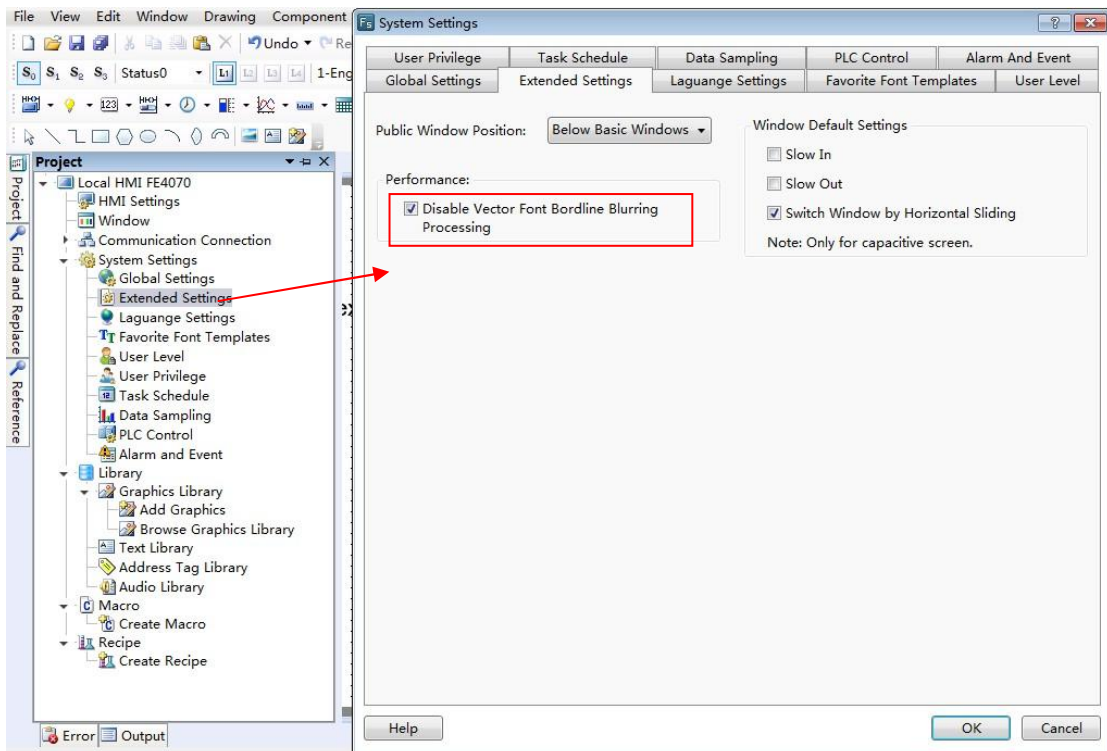 File View Edit Window Drawing Component
Undo Re
S0 S1 S2 S3 Status0 L1 L2 L3 L4 1-Eng
123
Project
Find and Replace
Reference
Project
Local HMI FE4070
HMI Settings
Window
Communication Connection
System Settings
Global Settings
Extended Settings
Laguange Settings
Favorite Font Templates
User Level
User Privilege
Task Schedule
Data Sampling
PLC Control
Alarm and Event
Library
Graphics Library
Add Graphics
Browse Graphics Library
Text Library
Address Tag Library
Audio Library
Macro
Create Macro
Recipe
Create Recipe
Error Output
System Settings
User Privilege Task Schedule Data Sampling PLC Control Alarm And Event
Global Settings Extended Settings Laguange Settings Favorite Font Templates User Level
Public Window Position: Below Basic Windows
Performance:
Disable Vector Font Bordline Blurring
Processing
Window Default Settings
Slow In
Slow Out
Switch Window by Horizontal Sliding
Note: Only for capacitive screen.
Help OK Cancel